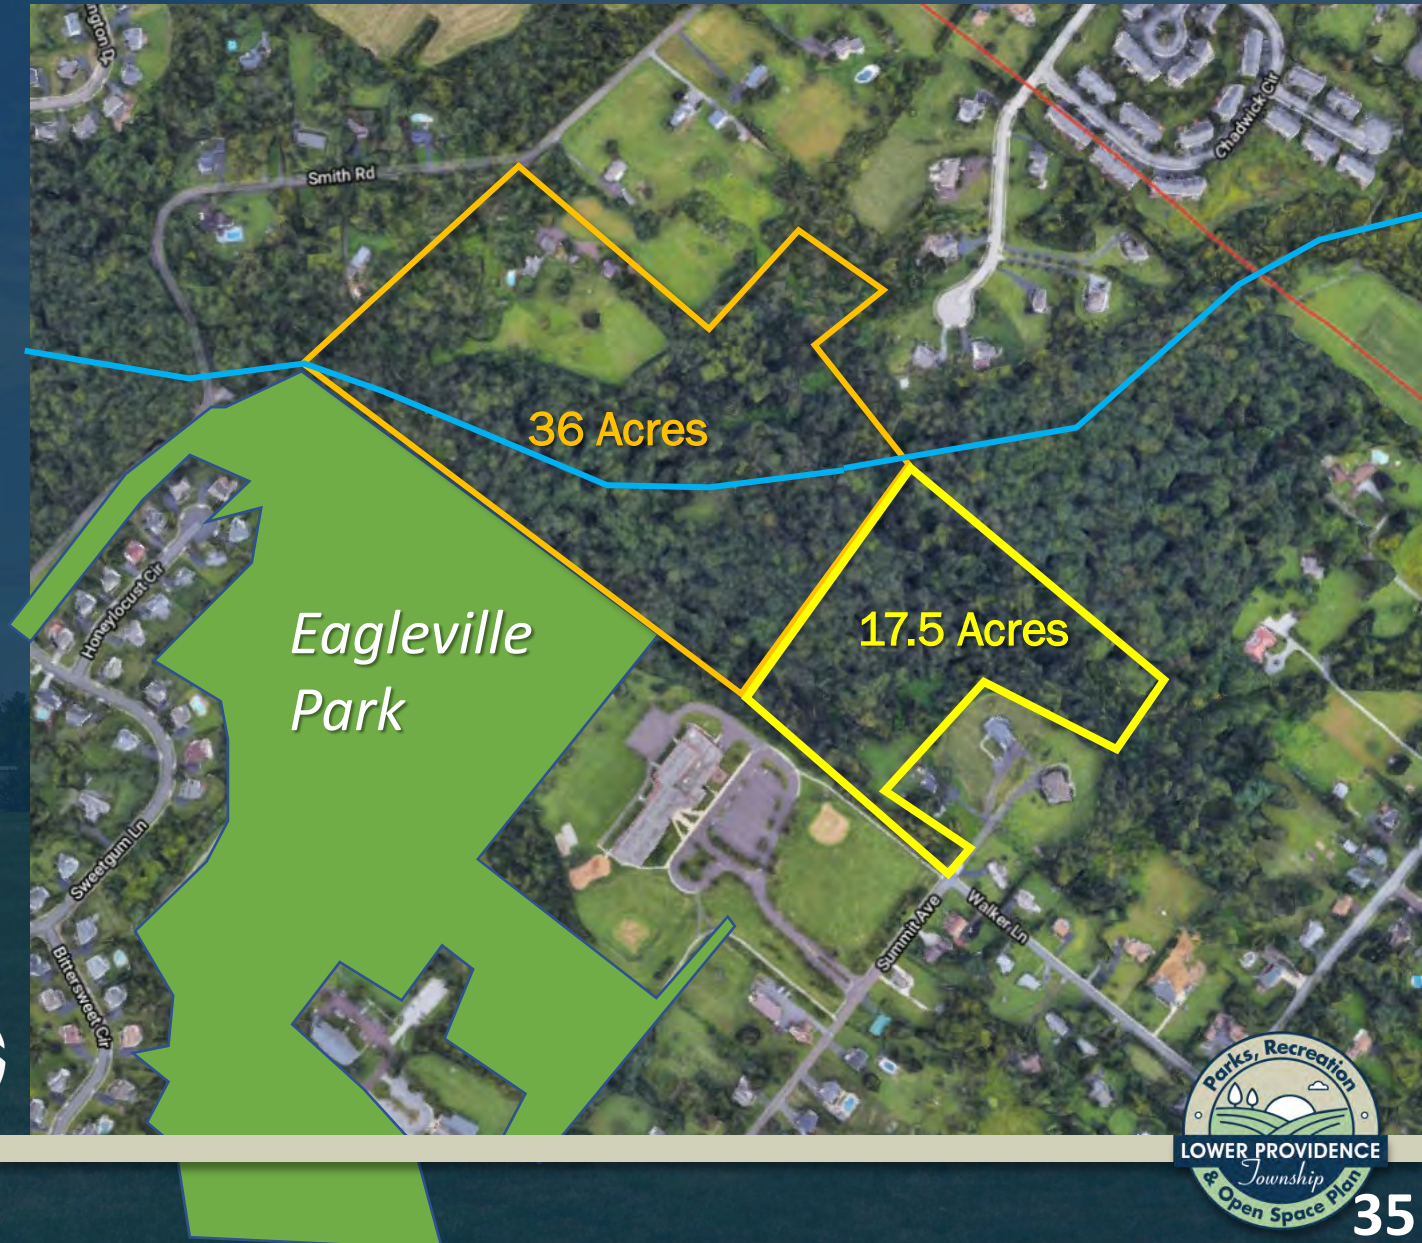 Smith Rd
Chadwick Cir
36 Acres
17.5 Acres
Eagleville
Park
Honeylocust Cir
Sweetgum Ln
Bittersweet Cir
Summit Ave
Walker Ln
Parks, Recreation
LOWER PROVIDENCE
Township
& Open Space Plan
35